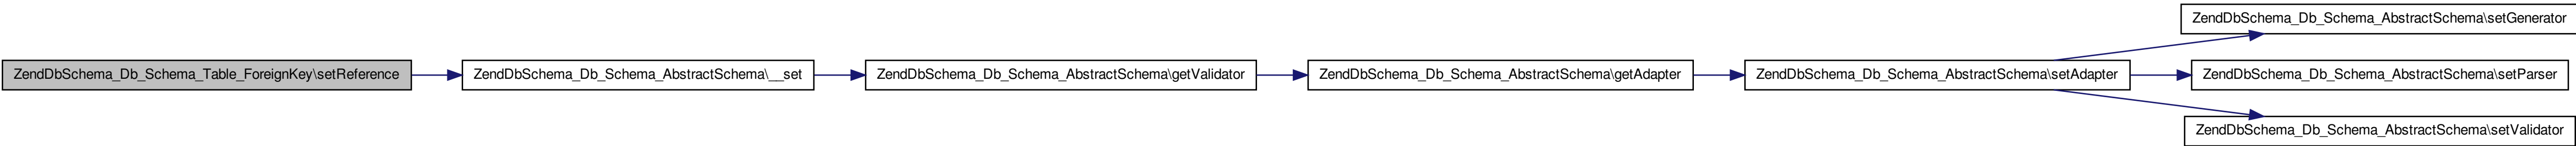 ZendDbSchema_Db_Schema_AbstractSchema\setGenerator
ZendDbSchema_Db_Schema_Table_ForeignKey\setReference
ZendDbSchema_Db_Schema_AbstractSchema\__set
ZendDbSchema_Db_Schema_AbstractSchema\getValidator
ZendDbSchema_Db_Schema_AbstractSchema\getAdapter
ZendDbSchema_Db_Schema_AbstractSchema\setAdapter
ZendDbSchema_Db_Schema_AbstractSchema\setParser
ZendDbSchema_Db_Schema_AbstractSchema\setValidator